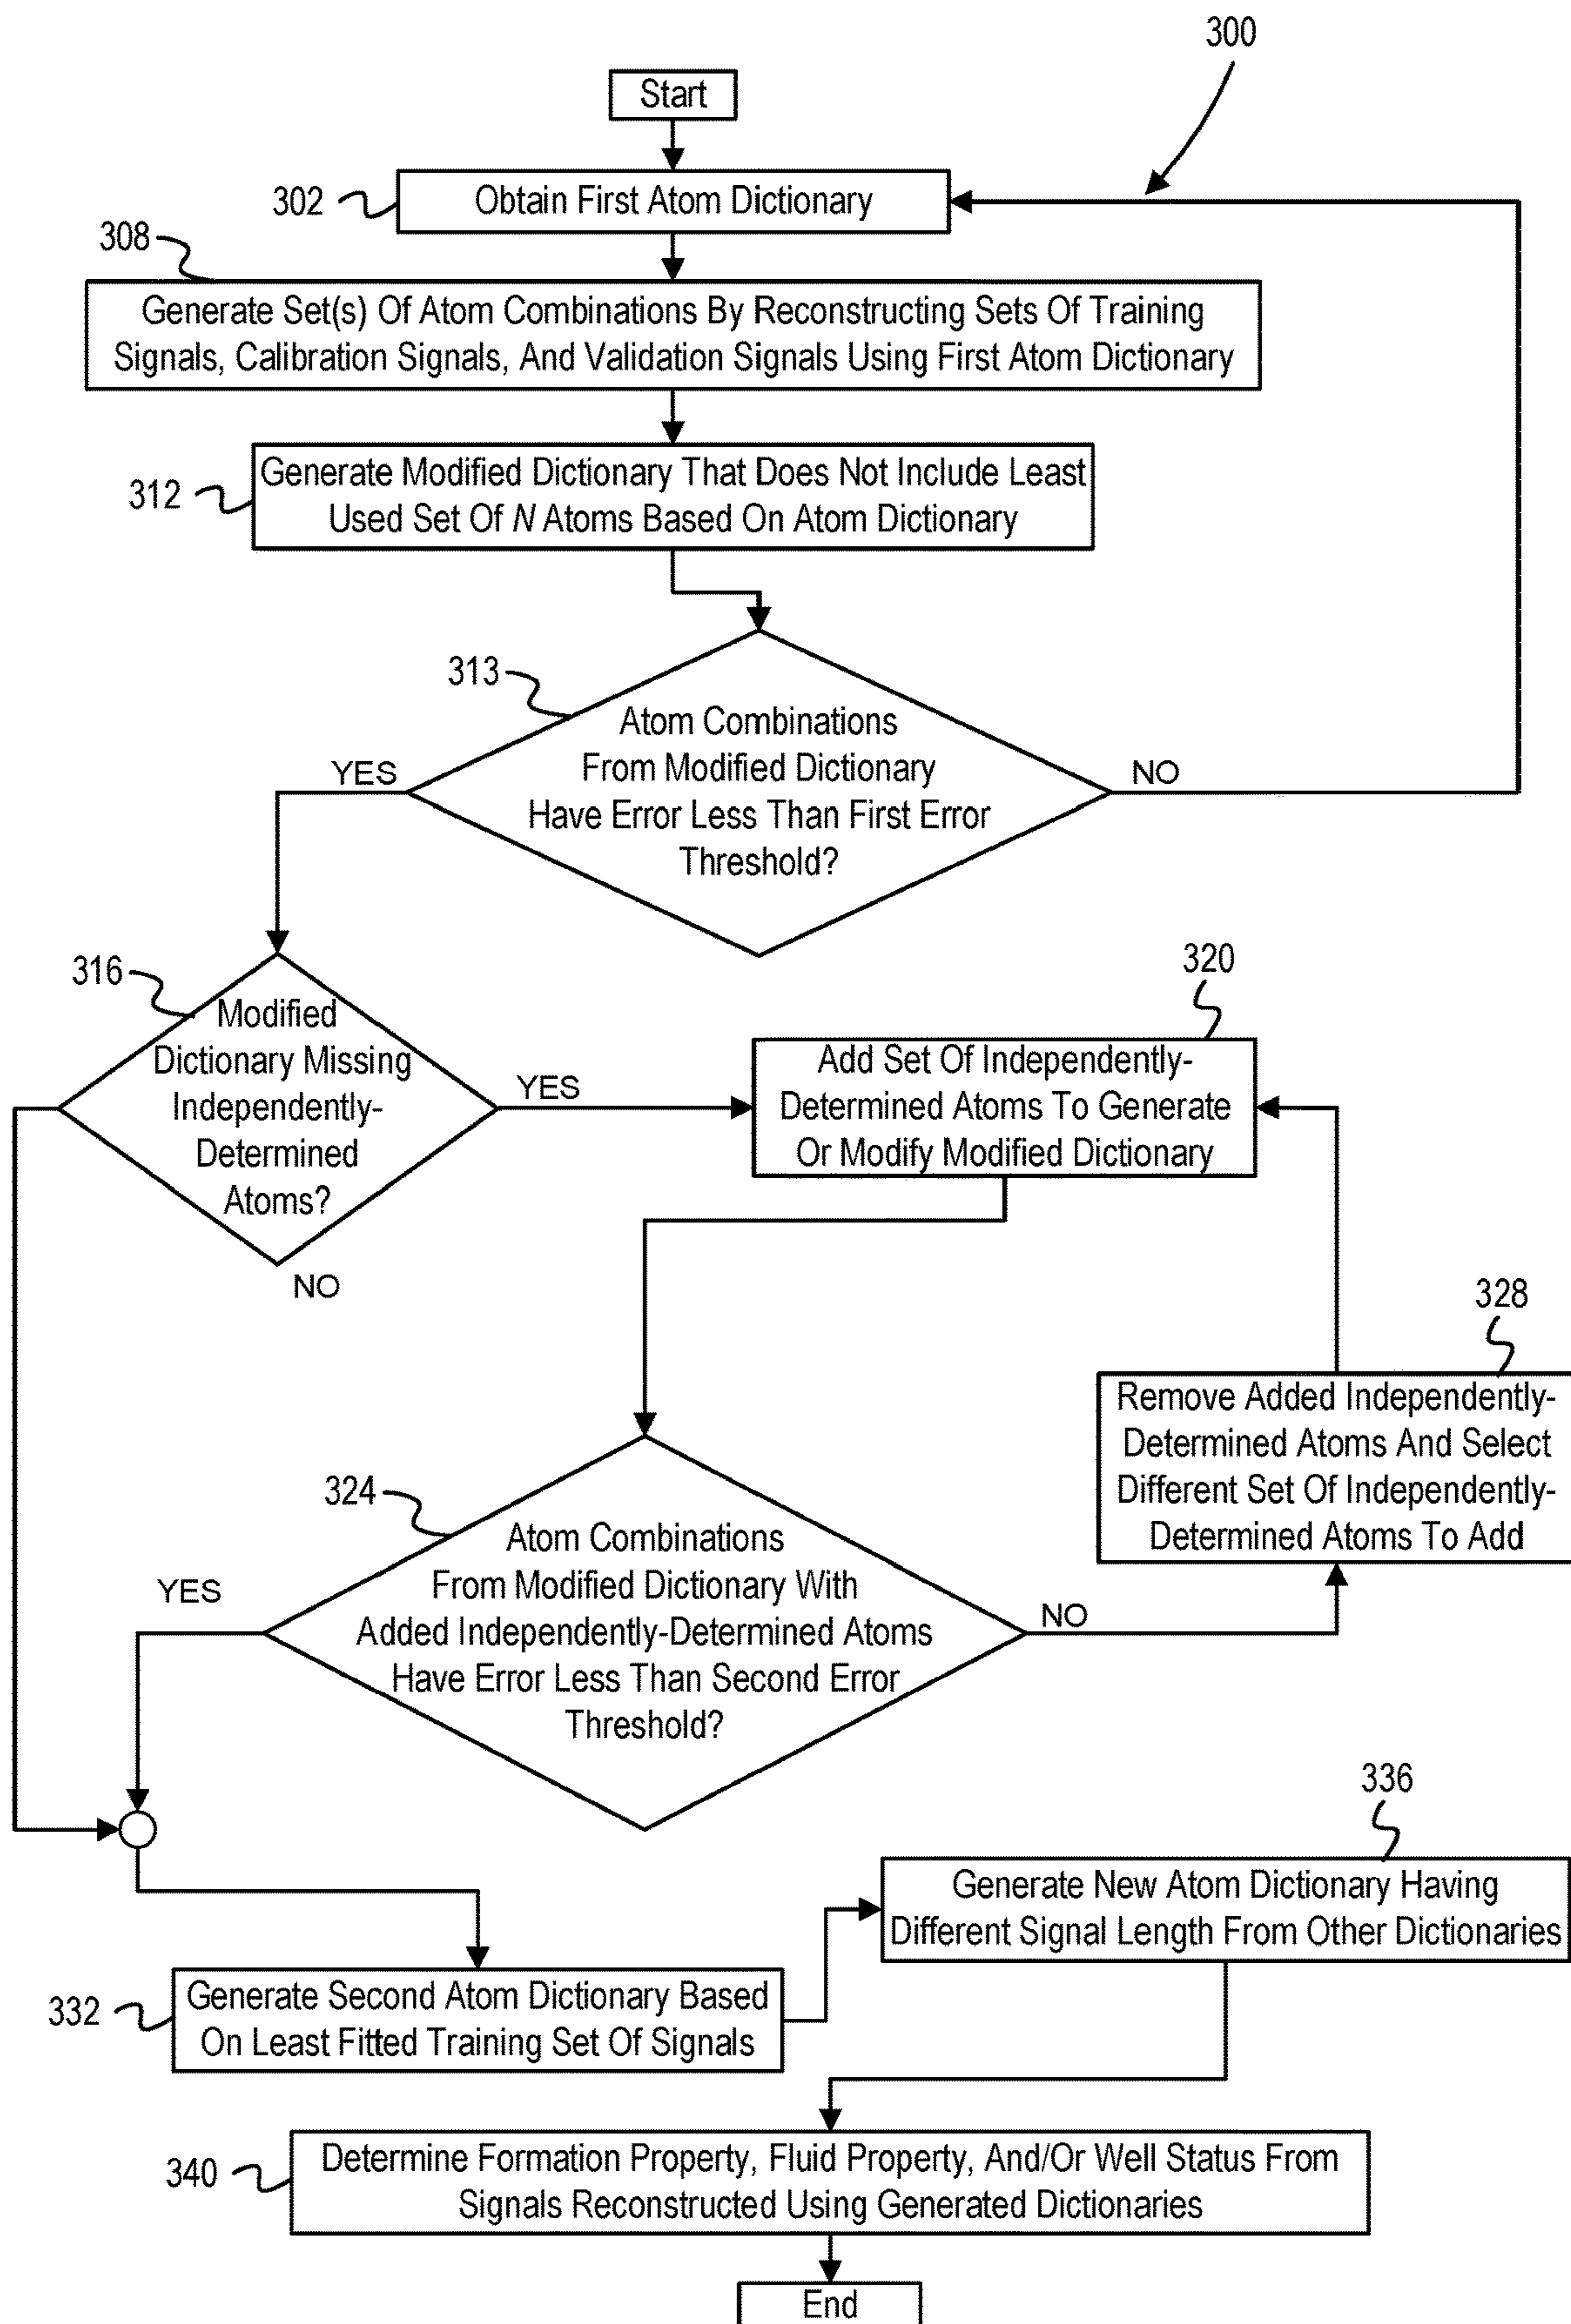 300
Start
302
Obtain First Atom Dictionary
308
Generate Set(s) Of Atom Combinations By Reconstructing Sets Of Training
Signals, Calibration Signals, And Validation Signals Using First Atom Dictionary
312
Generate Modified Dictionary That Does Not Include Least
Used Set Of N Atoms Based On Atom Dictionary
313
Atom Combinations
From Modified Dictionary
Have Error Less Than First Error
Threshold?
YES
NO
316
Modified
Dictionary Missing
Independently-
Determined
Atoms?
YES
NO
320
Add Set Of Independently-
Determined Atoms To Generate
Or Modify Modified Dictionary
328
Remove Added Independently-
Determined Atoms And Select
Different Set Of Independently-
Determined Atoms To Add
324
Atom Combinations
From Modified Dictionary With
Added Independently-Determined Atoms
Have Error Less Than Second Error
Threshold?
YES
NO
336
Generate New Atom Dictionary Having
Different Signal Length From Other Dictionaries
332
Generate Second Atom Dictionary Based
On Least Fitted Training Set Of Signals
340
Determine Formation Property, Fluid Property, And/Or Well Status From
Signals Reconstructed Using Generated Dictionaries
End